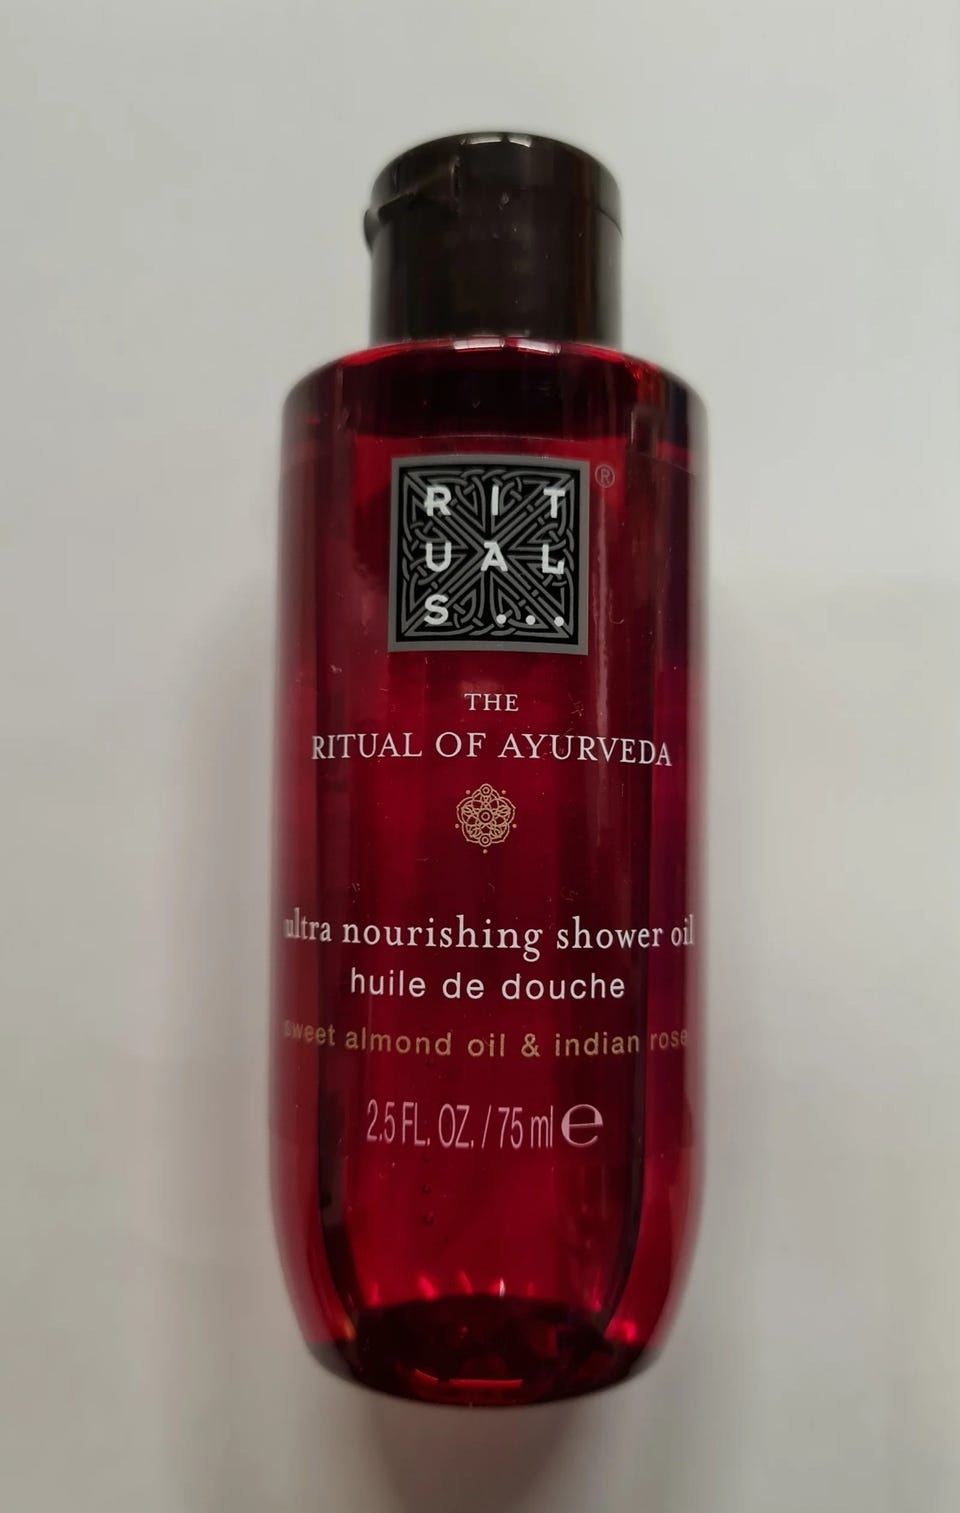 RIT
UAL
S...
®
THE
RITUAL OF AYURVEDA
ultra nourishing shower oil
huile de douche
sweet almond oil & indian rose
2.5 FL. OZ. / 75 ml e